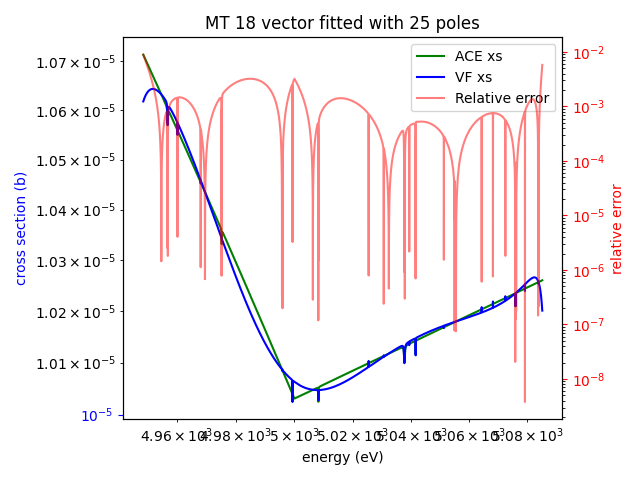 MT 18 vector fitted with 25 poles
ACE xs
VF xs
Relative error
cross section (b)
1.07 × 10⁻⁵
1.06 × 10⁻⁵
1.05 × 10⁻⁵
1.04 × 10⁻⁵
1.03 × 10⁻⁵
1.02 × 10⁻⁵
1.01 × 10⁻⁵
10⁻⁵
10⁻²
10⁻³
10⁻⁴
10⁻⁵
10⁻⁶
10⁻⁷
10⁻⁸
relative error
4.96 × 10³ 4.98 × 10³ 5 × 10³ 5.02 × 10³ 5.04 × 10³ 5.06 × 10³ 5.08 × 10³
energy (eV)